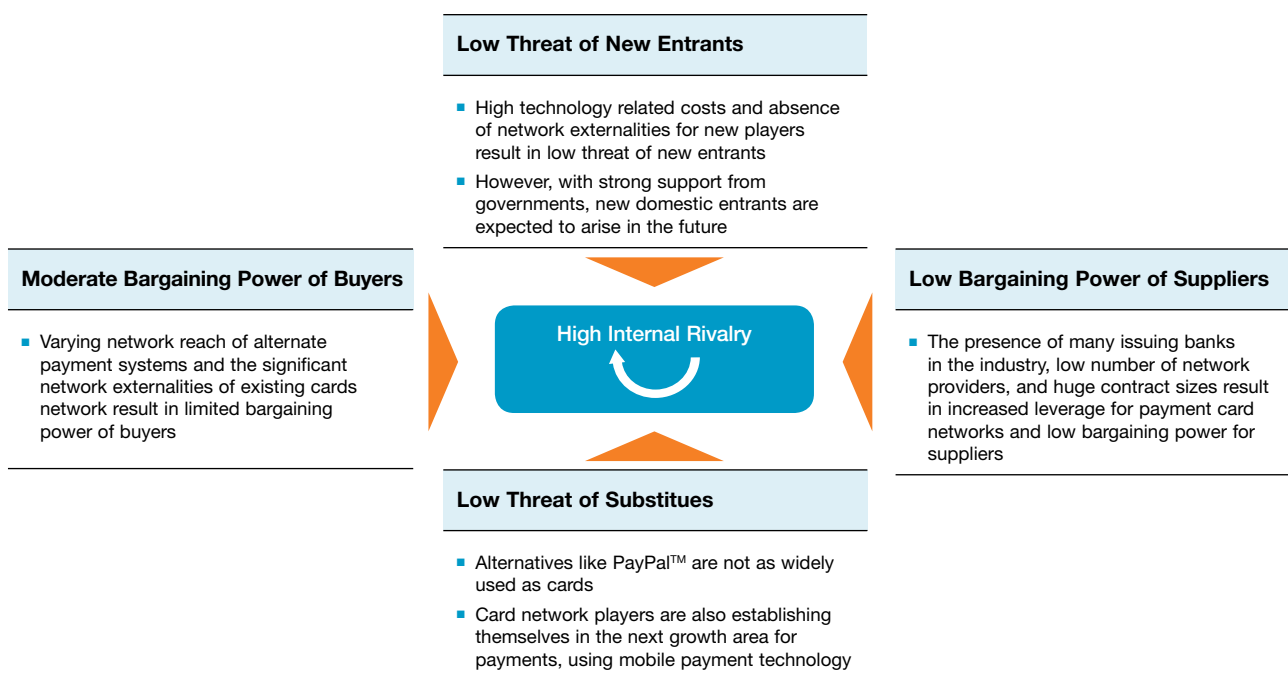 Low Threat of New Entrants
■ High technology related costs and absence
of network externalities for new players
result in low threat of new entrants
■ However, with strong support from
governments, new domestic entrants are
expected to arise in the future
Moderate Bargaining Power of Buyers
■ Varying network reach of alternate
payment systems and the significant
network externalities of existing cards
network result in limited bargaining
power of buyers
High Internal Rivalry
Low Bargaining Power of Suppliers
■ The presence of many issuing banks
in the industry, low number of network
providers, and huge contract sizes result
in increased leverage for payment card
networks and low bargaining power for
suppliers
Low Threat of Substitues
■ Alternatives like PayPal™ are not as widely
used as cards
■ Card network players are also establishing
themselves in the next growth area for
payments, using mobile payment technology